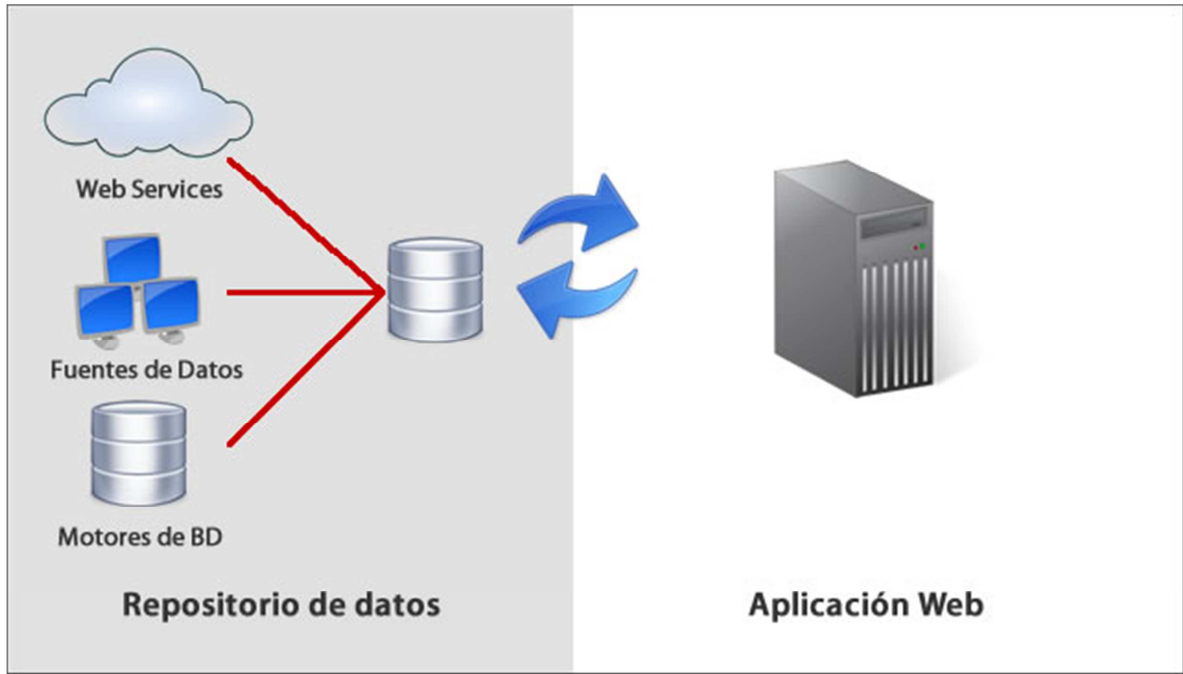 Web Services
Fuentes de Datos
Motores de BD
Repositorio de datos
Aplicación Web